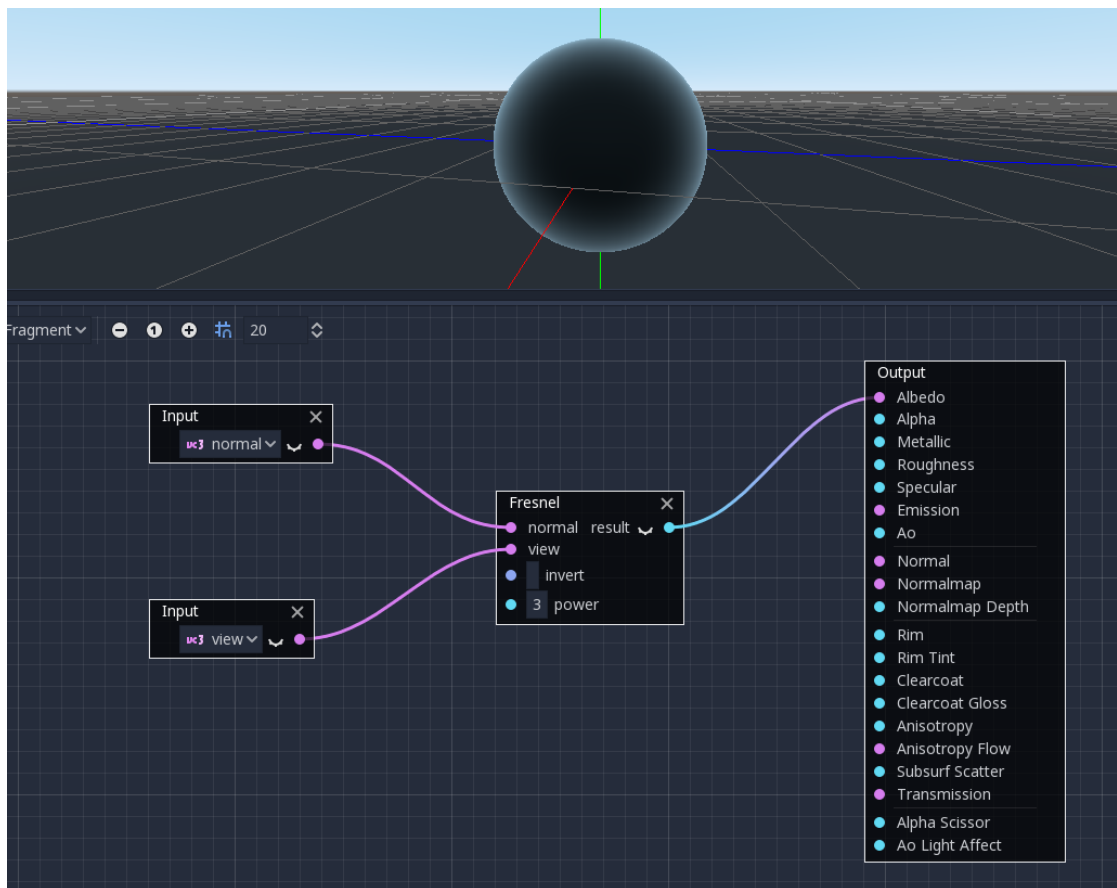 Fragment
1
20
Input
normal
Input
view
Fresnel
normal result
view
invert
3 power
Output
Albedo
Alpha
Metallic
Roughness
Specular
Emission
Ao
Normal
Normalmap
Normalmap Depth
Rim
Rim Tint
Clearcoat
Clearcoat Gloss
Anisotropy
Anisotropy Flow
Subsurf Scatter
Transmission
Alpha Scissor
Ao Light Affect